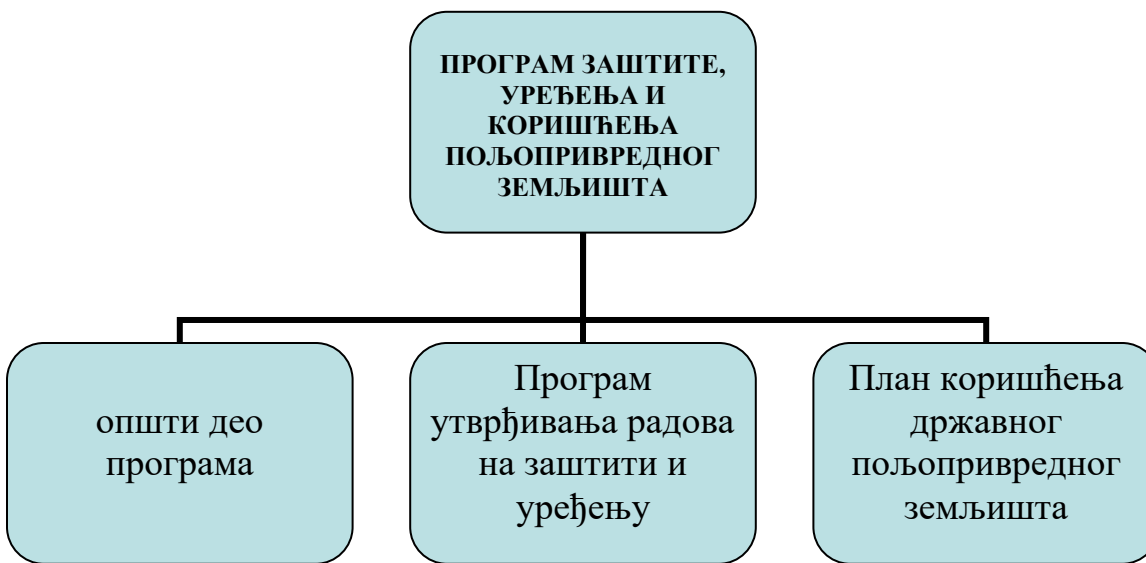 ПРОГРАМ ЗАШТИТЕ,
УРЕЂЕЊА И
КОРИШЋЕЊА
ПОЉОПРИВРЕДНОГ
ЗЕМЉИШТА
општи део
програма
Програм
утврђивања радова
на заштити и
уређењу
План коришћења
државног
пољопривредног
земљишта